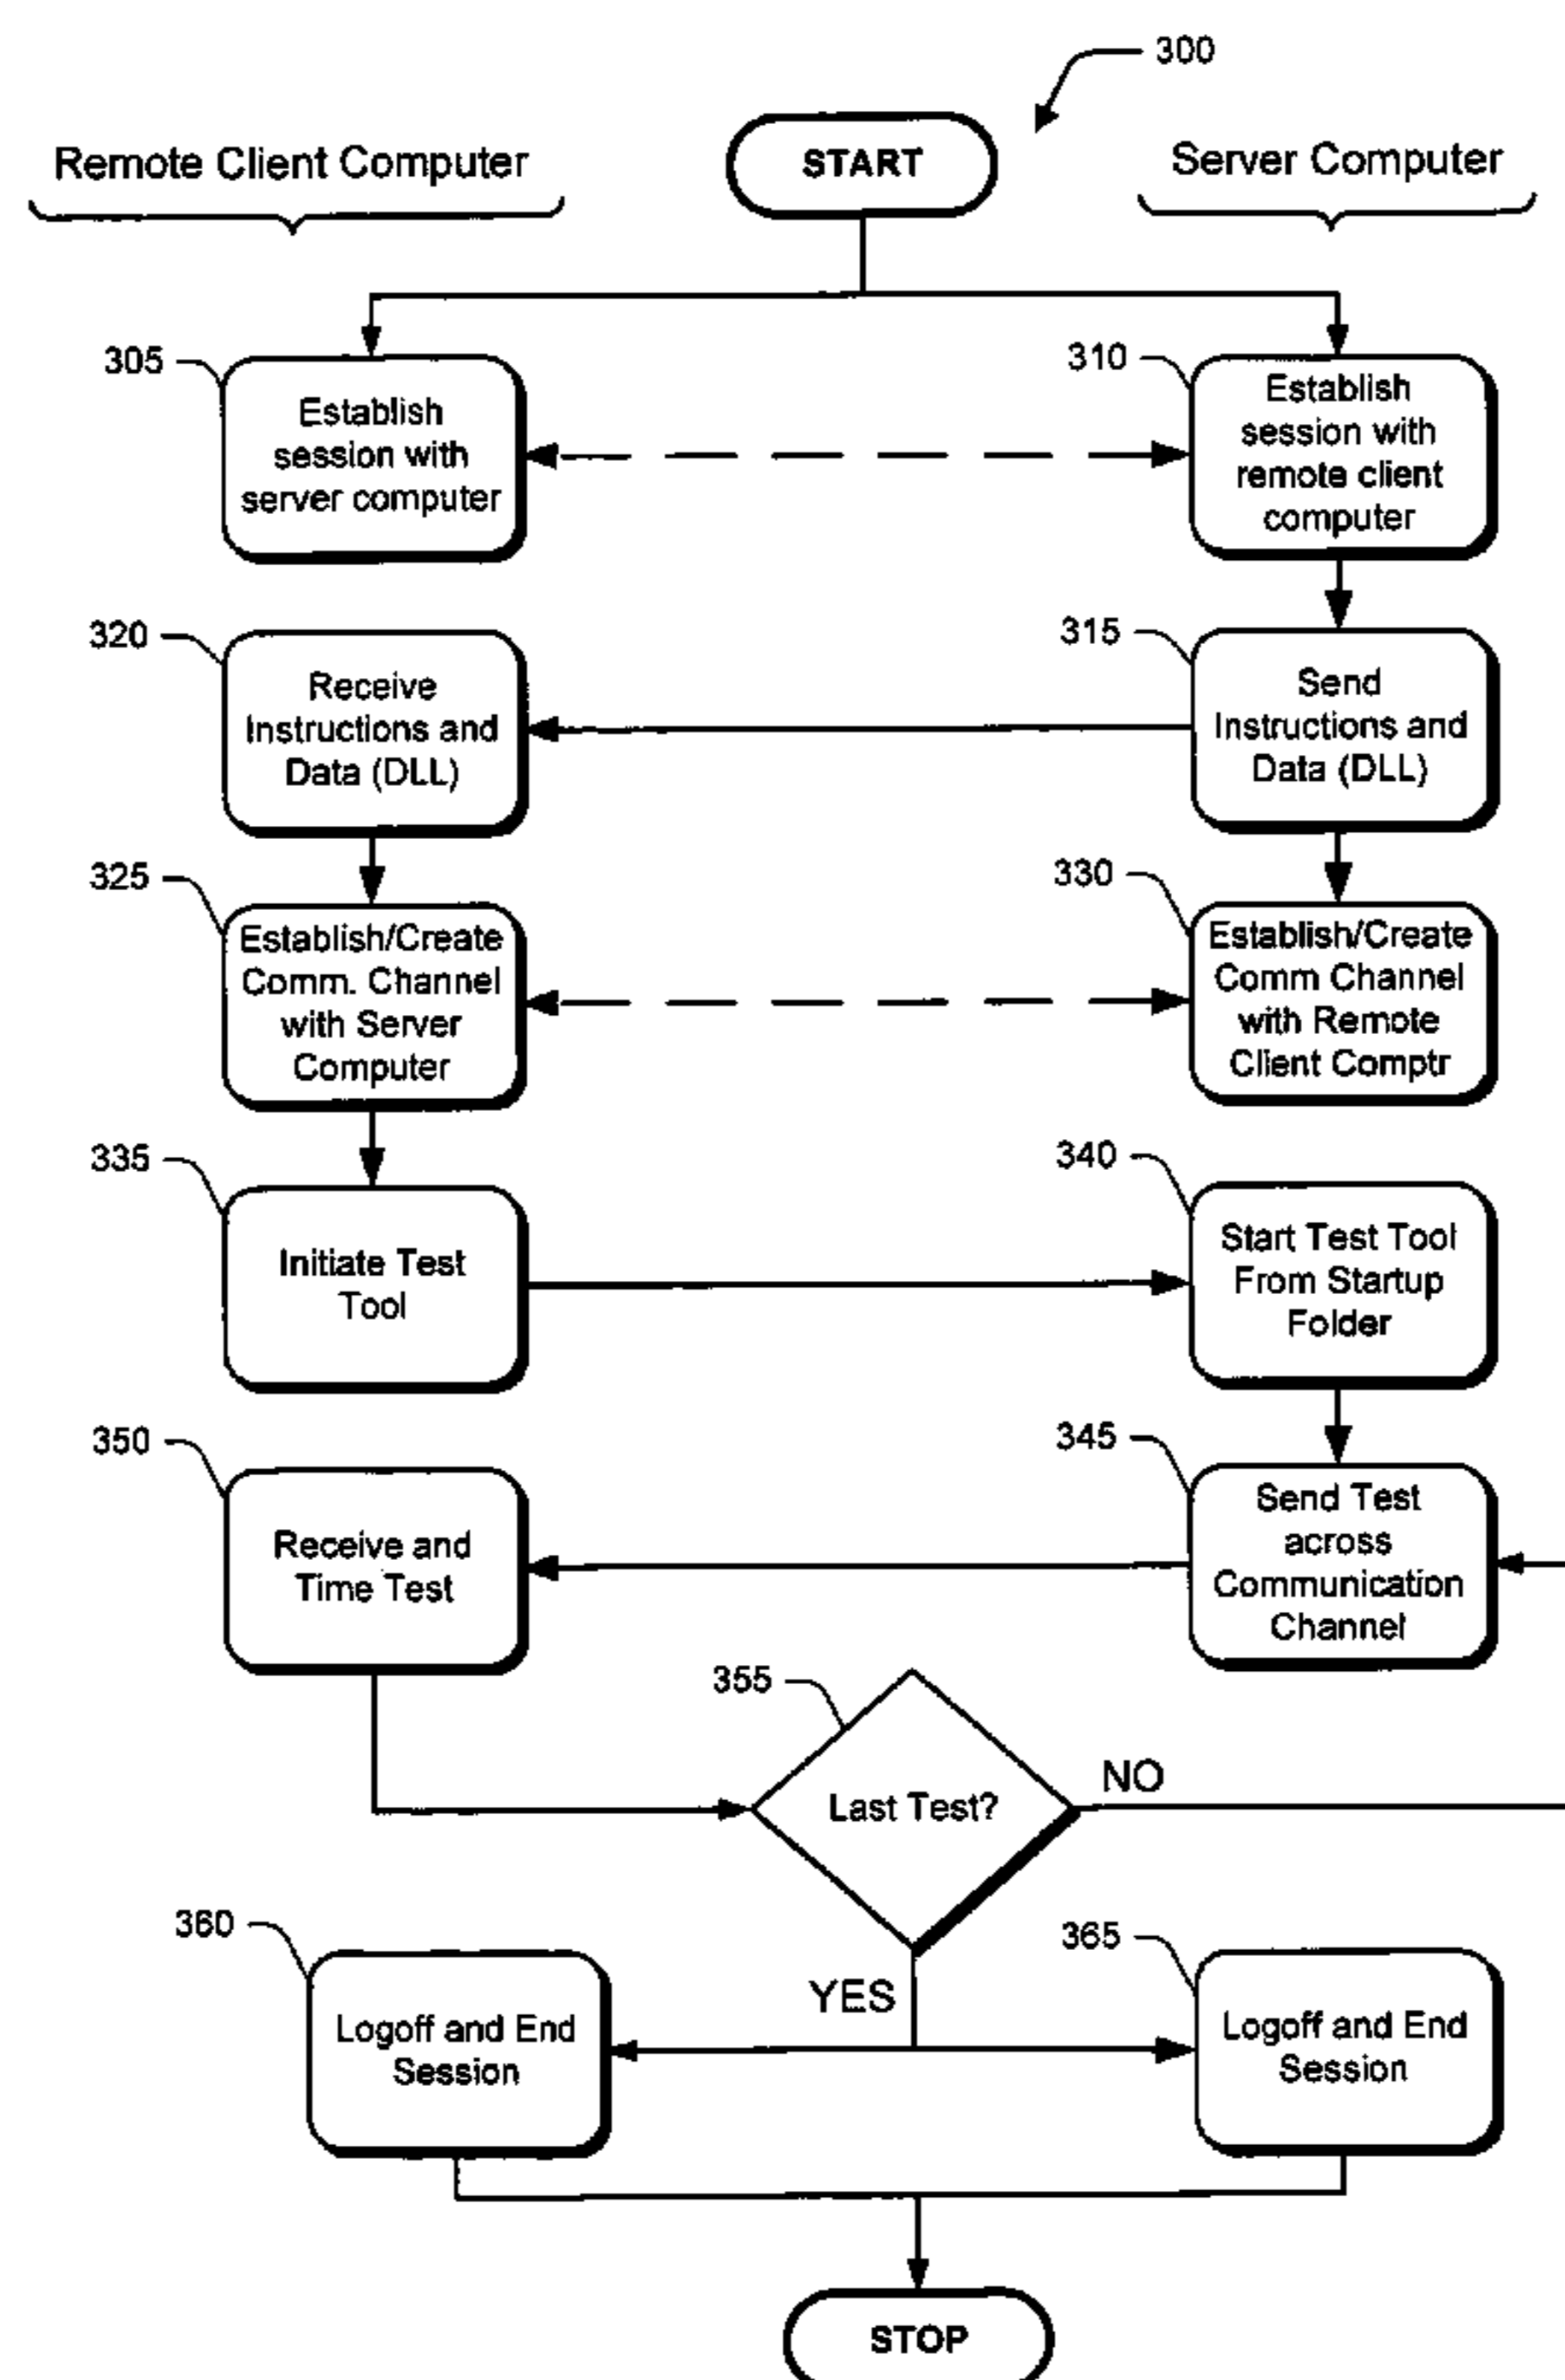 300
START
Remote Client Computer
Server Computer
305
Establish
session with
server computer
310
Establish
session with
remote client
computer
320
Receive
Instructions and
Data (DLL)
315
Send
Instructions and
Data (DLL)
325
Establish/Create
Comm. Channel
with Server
Computer
330
Establish/Create
Comm Channel
with Remote
Client Comptr
335
Initiate Test
Tool
340
Start Test Tool
From Startup
Folder
350
Receive and
Time Test
345
Send Test
across
Communication
Channel
355
Last Test?
NO
YES
360
Logoff and End
Session
365
Logoff and End
Session
STOP